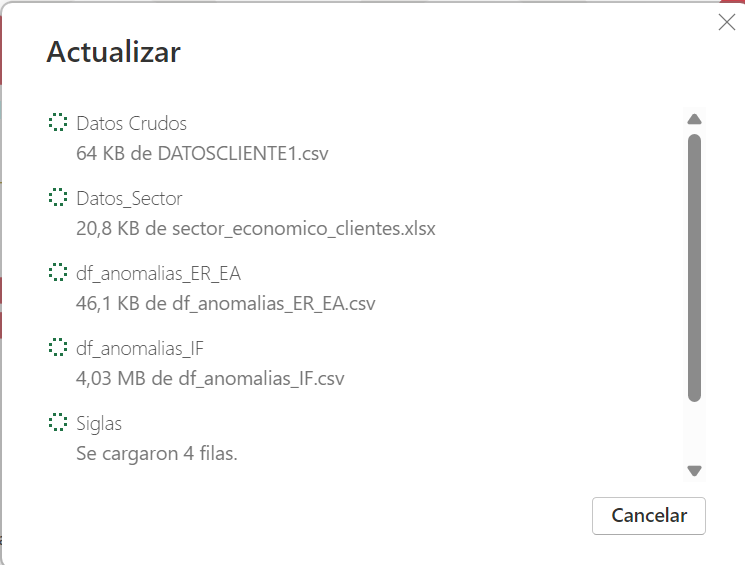 Actualizar
Datos Crudos
64 KB de DATOSCLIENTE1.csv
Datos_Sector
20,8 KB de sector_economico_clientes.xlsx
df_anomalias_ER_EA
46,1 KB de df_anomalias_ER_EA.csv
df_anomalias_IF
4,03 MB de df_anomalias_IF.csv
Siglas
Se cargaron 4 filas.
Cancelar